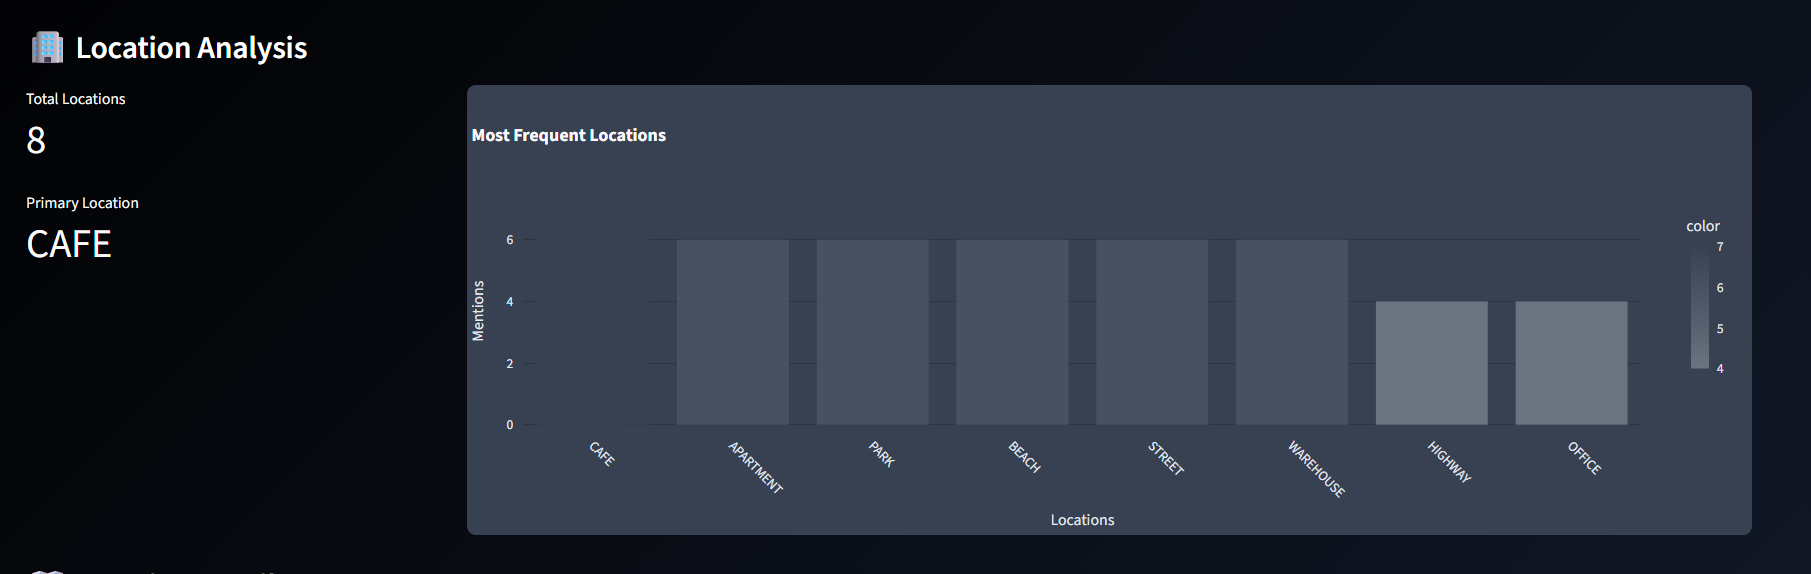 Location Analysis
Total Locations
8
Primary Location
CAFE
Most Frequent Locations
Mentions
6
4
2
0
CAFE
APARTMENT
PARK
BEACH
STREET
WAREHOUSE
HIGHWAY
OFFICE
Locations
color
7
6
5
4